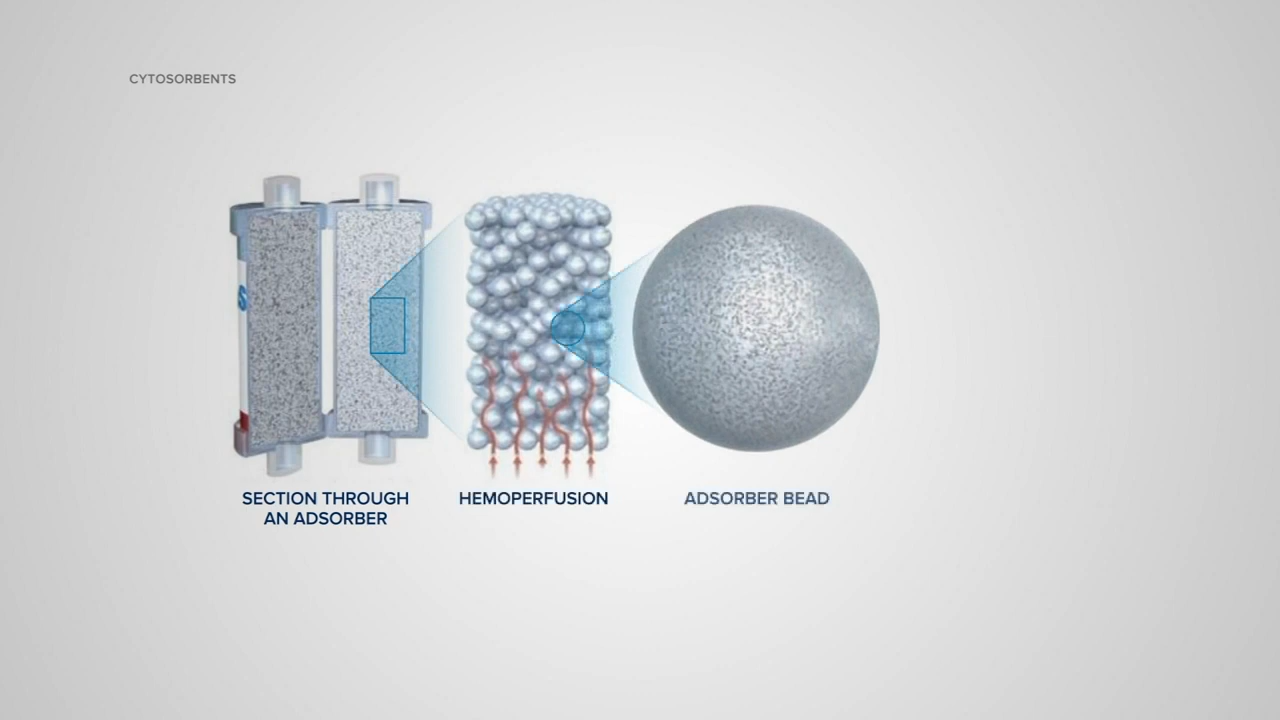 CYTOSORBENTS
SECTION THROUGH
AN ADSORBER
HEMOPERFUSION
ADSORBER BEAD